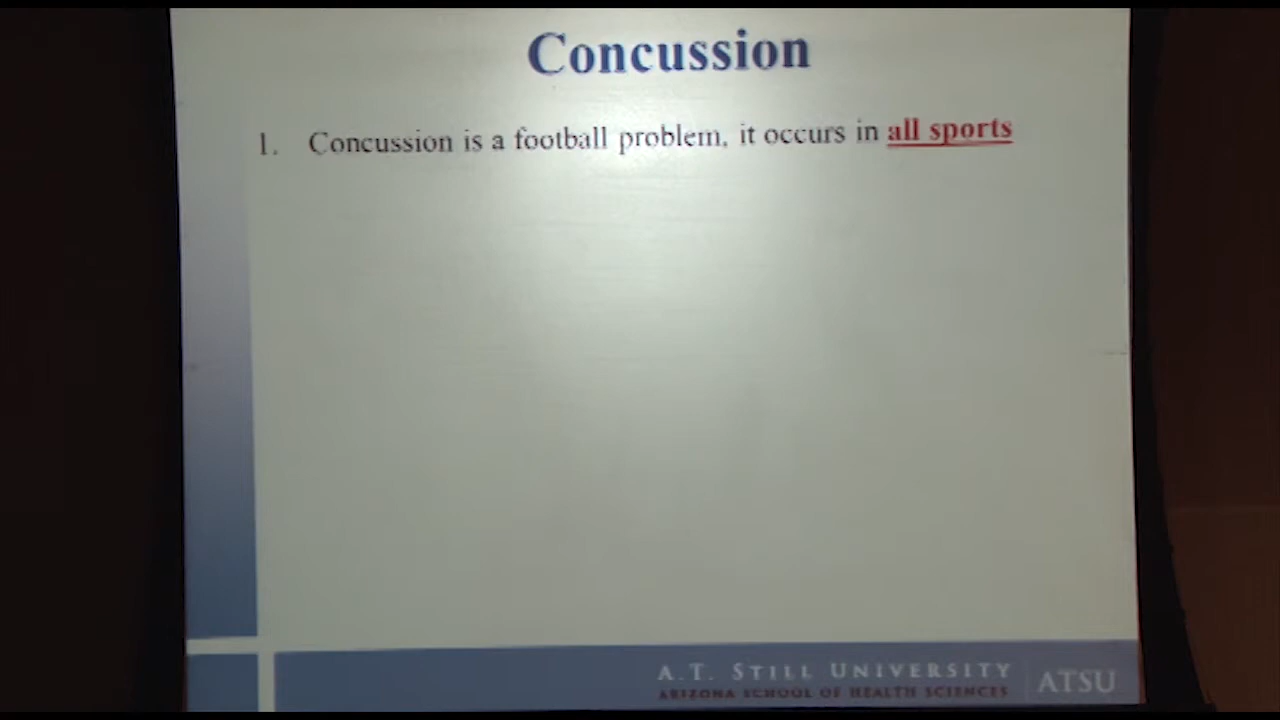 Concussion
1. Concussion is a football problem, it occurs in all sports
A.T. STILL UNIVERSITY
ARIZONA SCHOOL OF HEALTH SCIENCES
ATSU